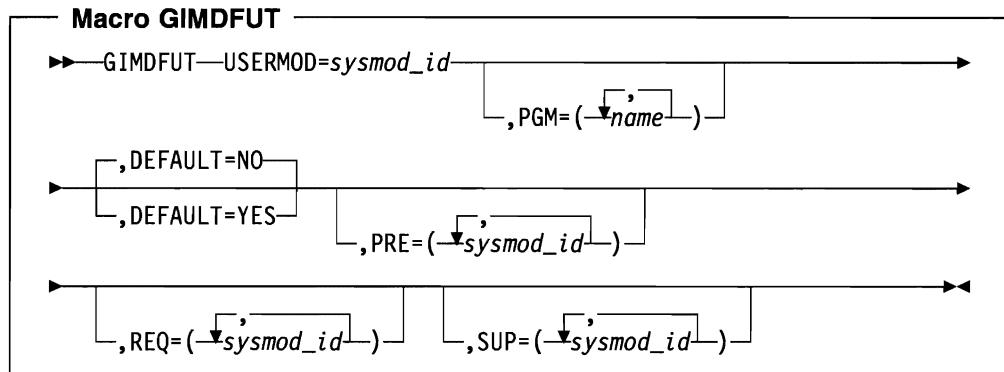 Macro GIMDFUT
GIMDFUT USERMOD=sysmod_id
,
,PGM=( name )
,DEFAULT=NO
,DEFAULT=YES
,
,PRE=( sysmod_id )
,
,REQ=( sysmod_id )
,
,SUP=( sysmod_id )